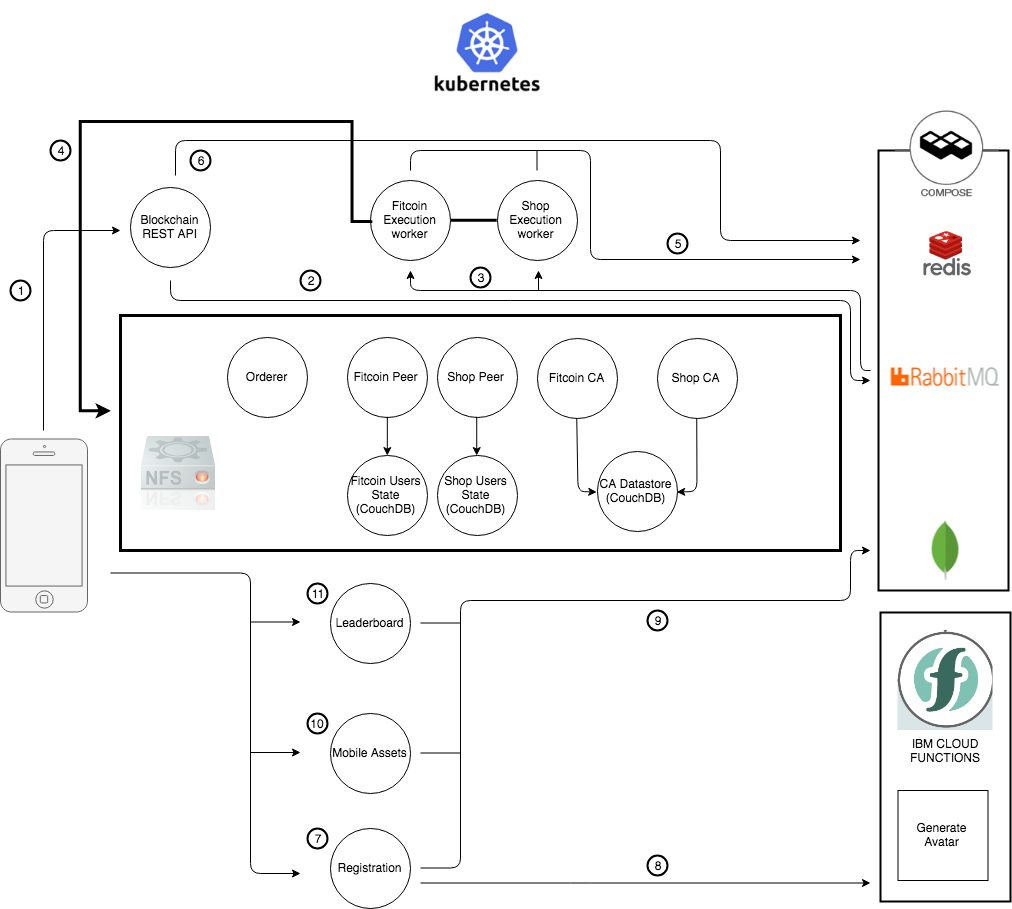 kubernetes
4
6
COMPOSE
Fitcoin
Execution
worker
Shop
Execution
worker
Blockchain
REST API
5
redis
1
2
3
Orderer
Fitcoin Peer
Shop Peer
Fitcoin CA
Shop CA
RabbitMQ
NFS
Fitcoin Users
State
(CouchDB)
Shop Users
State
(CouchDB)
CA Datastore
(CouchDB)
11
Leaderboard
9
10
Mobile Assets
IBM CLOUD
FUNCTIONS
7
Registration
8
Generate
Avatar